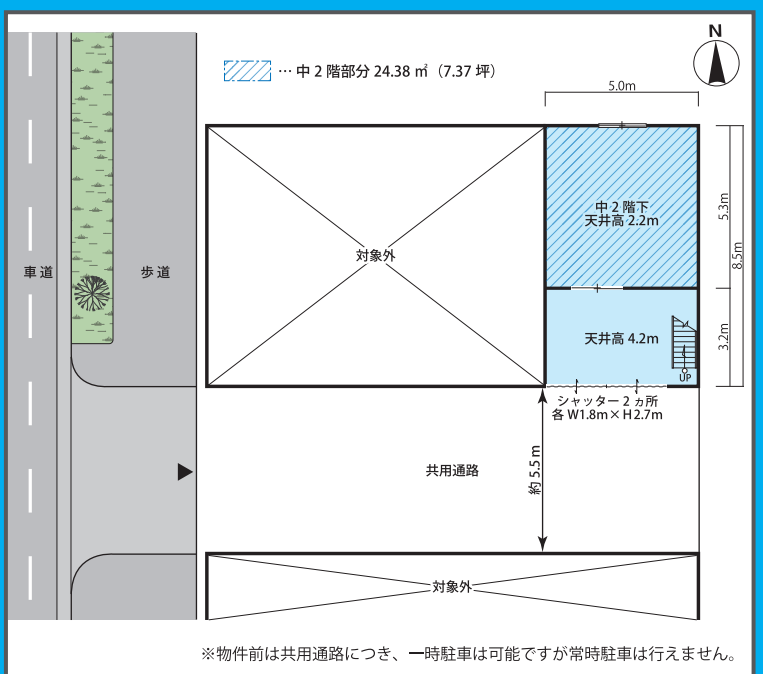 N
… 中2階部分 24.38 ㎡（7.37 坪）
5.0m
中2階下
天井高 2.2m
5.3m
8.5m
対象外
車道
歩道
天井高 4.2m
3.2m
UP
シャッター 2 ヵ所
各 W1.8m×H2.7m
約 5.5 m
共用通路
対象外
※物件前は共用通路につき、一時駐車は可能ですが常時駐車は行えません。